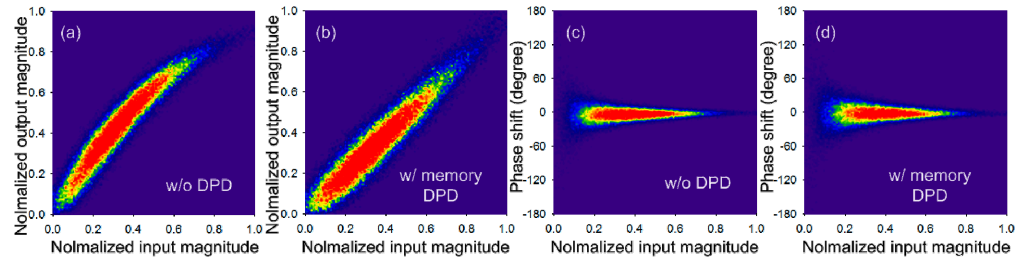 (a)
Nolmalized output magnitude
1.0
0.8
0.6
0.4
0.2
0.0
w/o DPD
0.0 0.2 0.4 0.6 0.8 1.0
Nolmalized input magnitude
(b)
Nolmalized output magnitude
1.0
0.8
0.6
0.4
0.2
0.0
w/ memory
DPD
0.0 0.2 0.4 0.6 0.8 1.0
Nolmalized input magnitude
(c)
Phase shift (degree)
180
120
60
0
-60
-120
-180
w/o DPD
0.0 0.2 0.4 0.6 0.8 1.0
Nolmalized input magnitude
(d)
Phase shift (degree)
180
120
60
0
-60
-120
-180
w/ memory
DPD
0.0 0.2 0.4 0.6 0.8 1.0
Nolmalized input magnitude